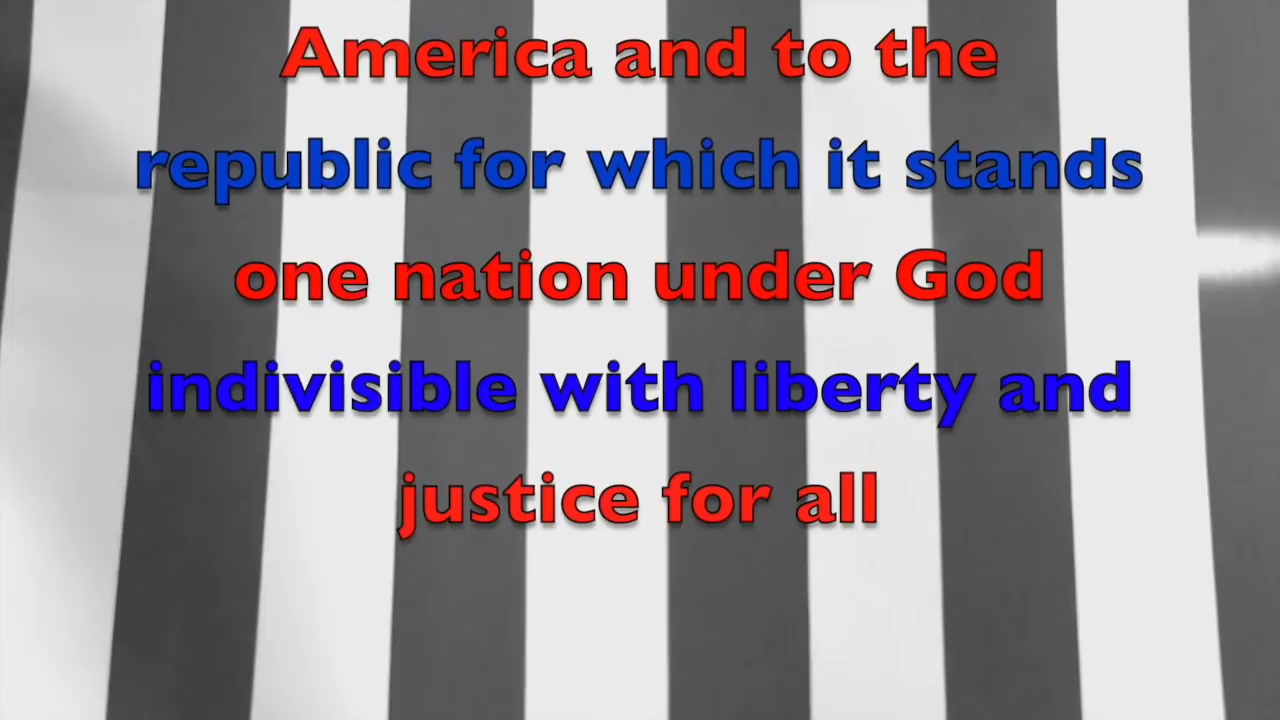 America and to the
republic for which it stands
one nation under God
indivisible with liberty and
justice for all